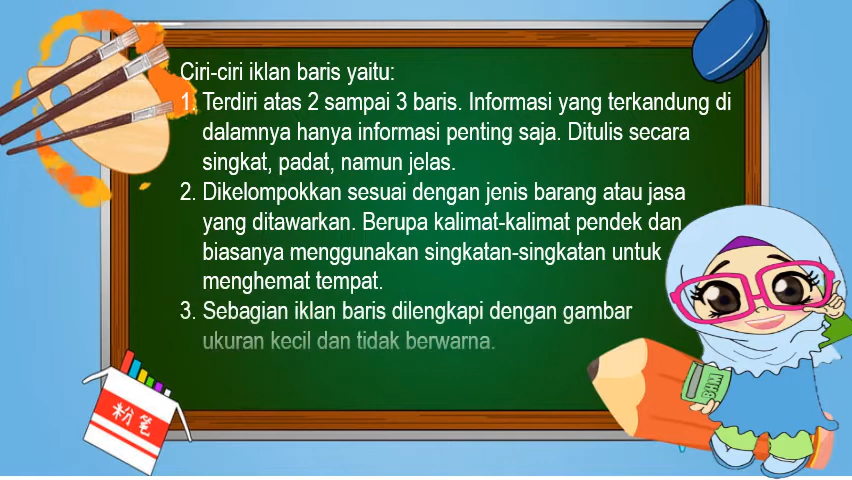 Ciri-ciri iklan baris yaitu:
1. Terdiri atas 2 sampai 3 baris. Informasi yang terkandung di
dalamnya hanya informasi penting saja. Ditulis secara
singkat, padat, namun jelas.
2. Dikelompokkan sesuai dengan jenis barang atau jasa
yang ditawarkan. Berupa kalimat-kalimat pendek dan
biasanya menggunakan singkatan-singkatan untuk
menghemat tempat.
3. Sebagian iklan baris dilengkapi dengan gambar
ukuran kecil dan tidak berwarna.
粉笔
BHM